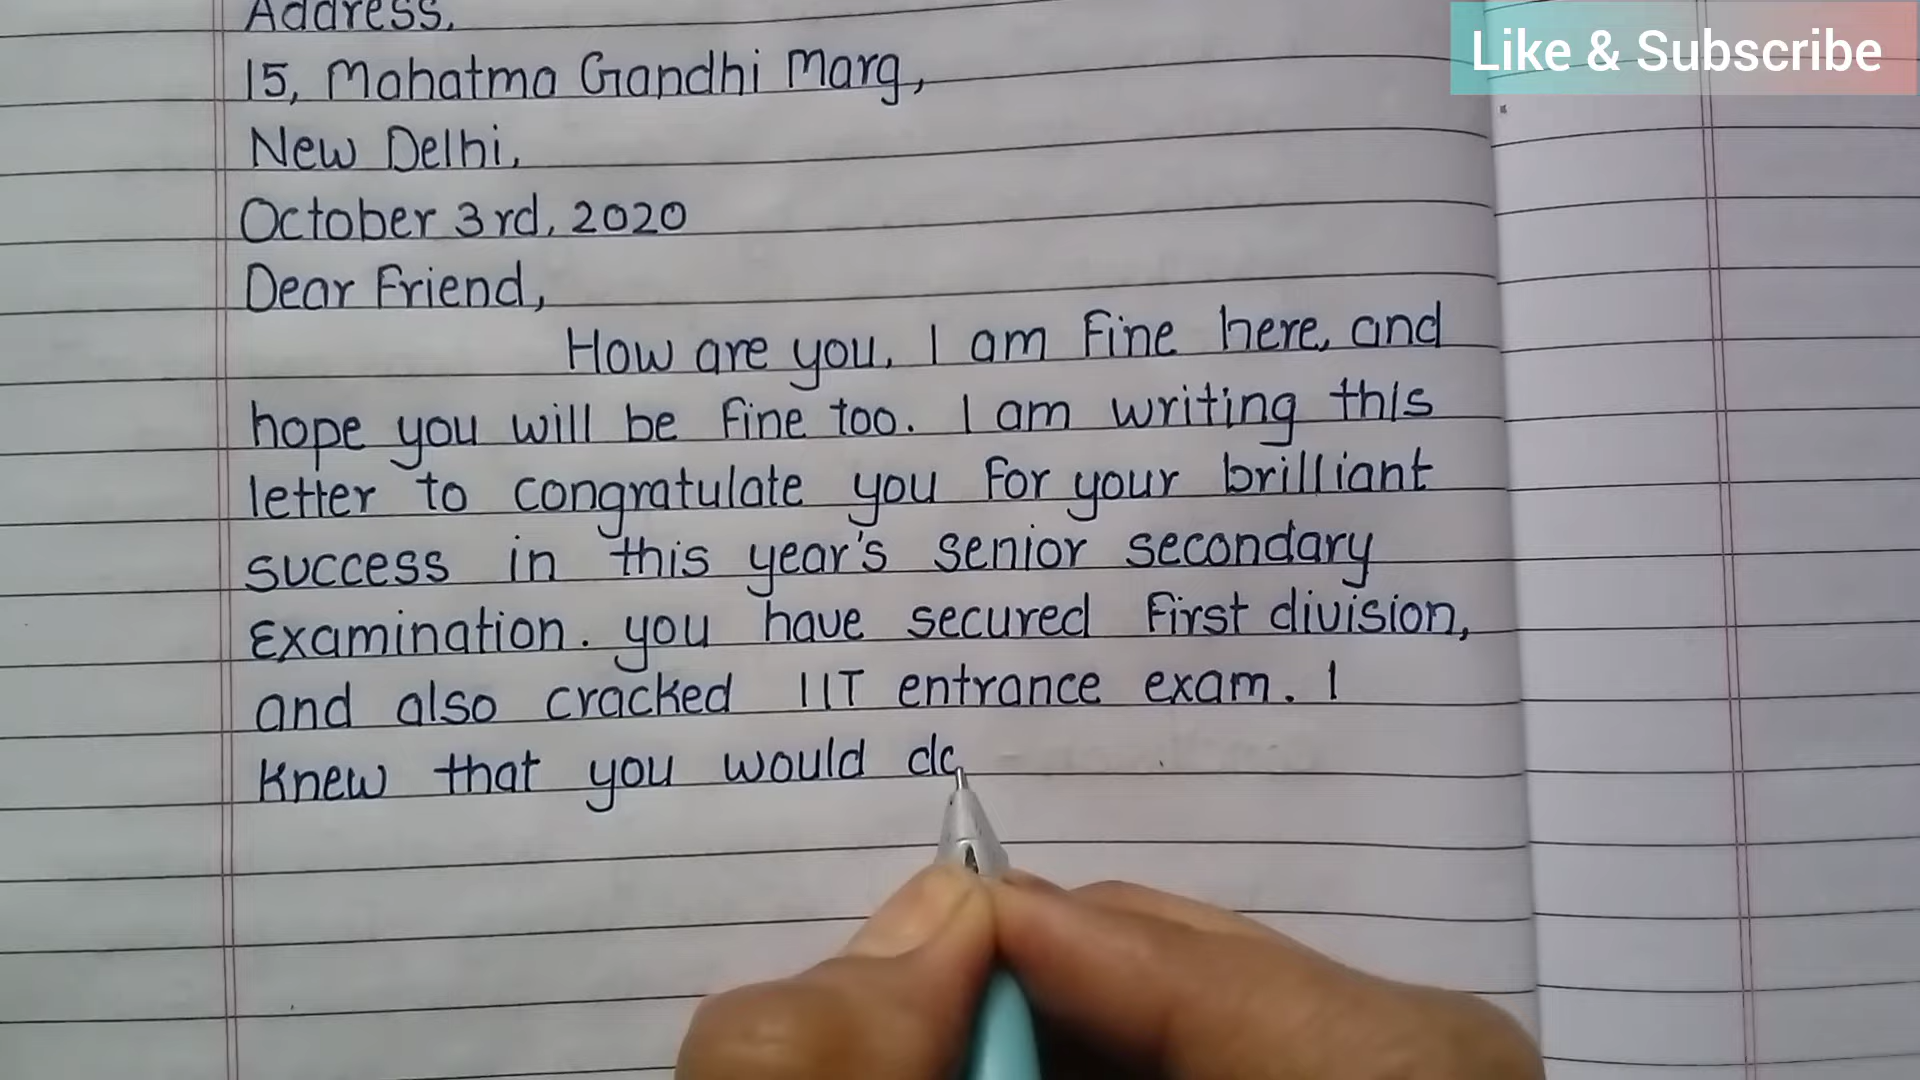 Address.
Like & Subscribe
15, Mahatma Gandhi Marg,
New Delhi,
October 3rd, 2020
Dear Friend,
How are you, I am fine here, and
hope you will be fine too. I am writing this
letter to congratulate you for your brilliant
success in this year's senior secondary
Examination. you have secured first division,
and also cracked IIT entrance exam. I
Knew that you would do